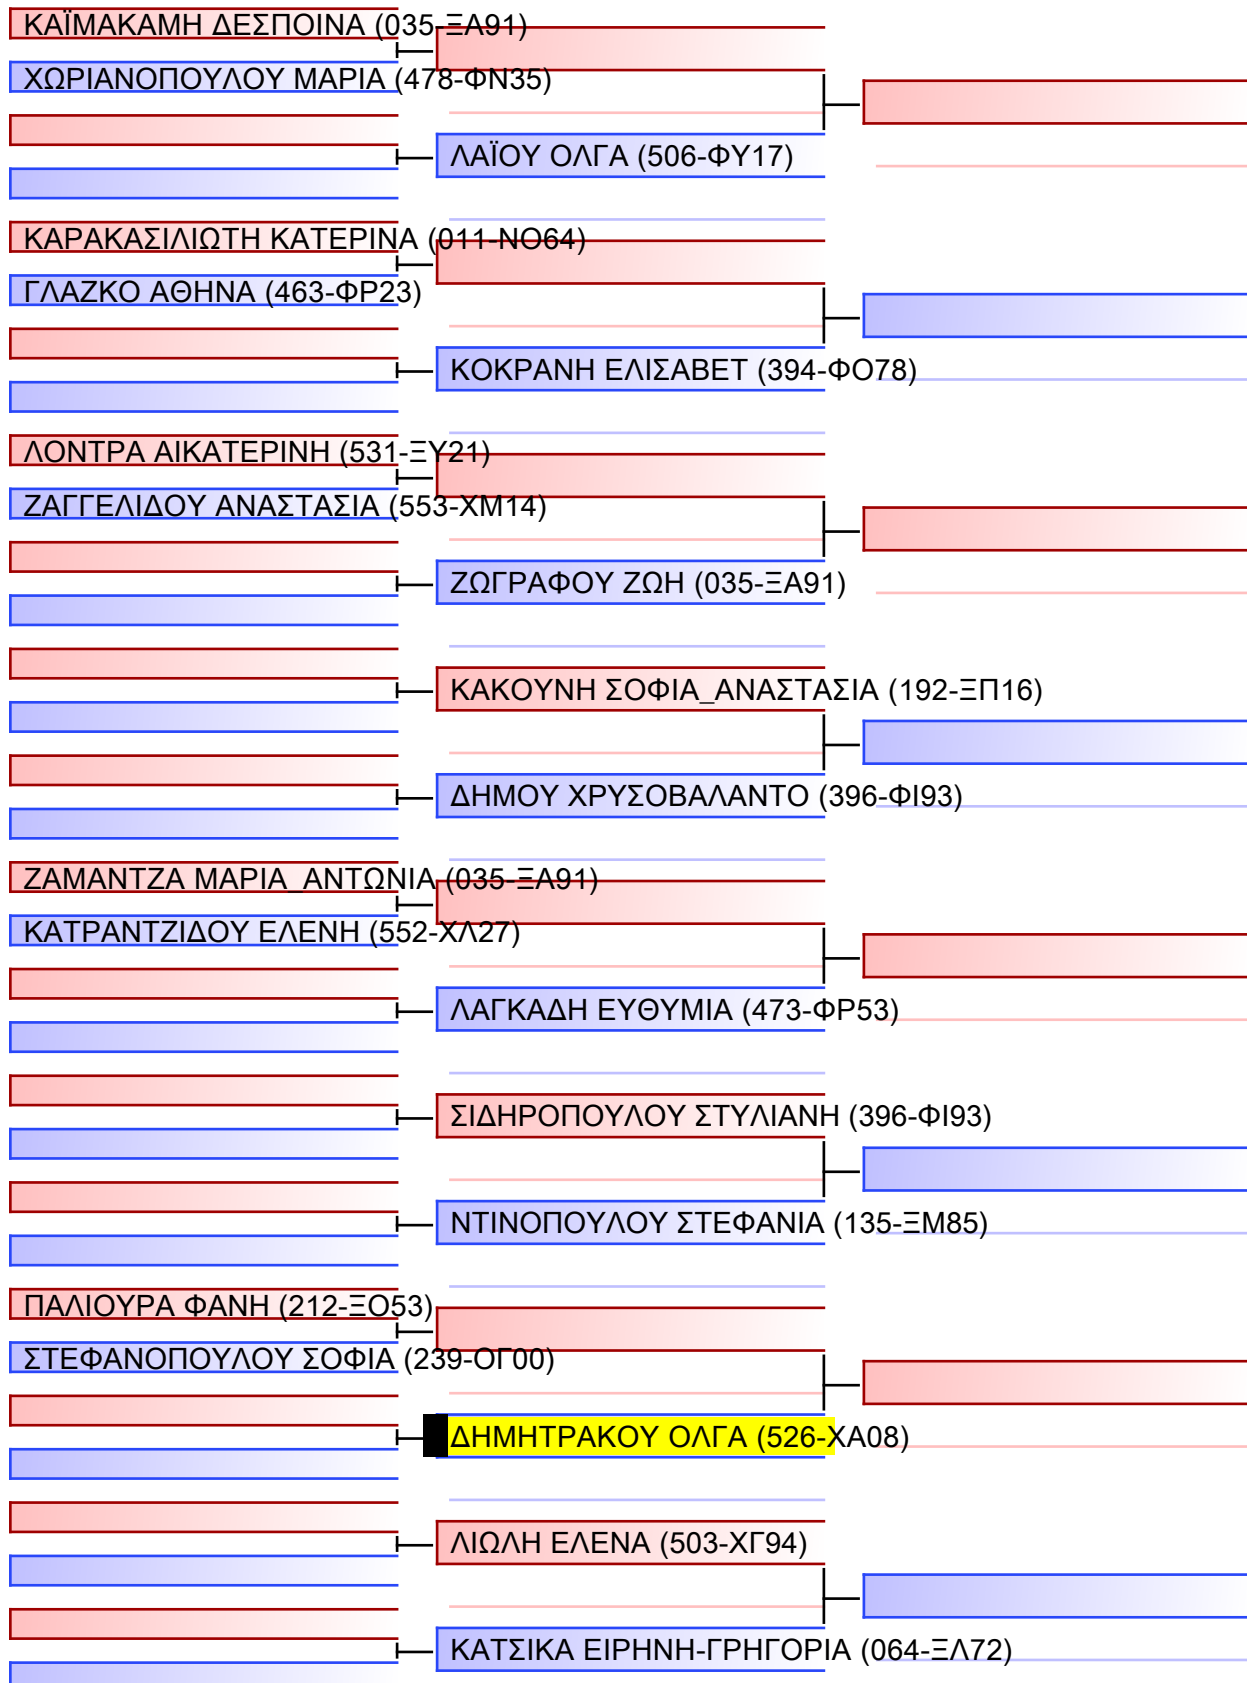 ΚΑΪΜΑΚΑΜΗ ΔΕΣΠΟΙΝΑ (035-ΞΑ91)
ΧΩΡΙΑΝΟΠΟΥΛΟΥ ΜΑΡΙΑ (478-ΦΝ35)
ΛΑΪΟΥ ΟΛΓΑ (506-ΦΥ17)
ΚΑΡΑΚΑΣΙΛΙΩΤΗ ΚΑΤΕΡΙΝΑ (011-ΝΟ64)
ΓΛΑΖΚΟ ΑΘΗΝΑ (463-ΦΡ23)
ΚΟΚΡΑΝΗ ΕΛΙΣΑΒΕΤ (394-ΦΟ78)
ΛΟΝΤΡΑ ΑΙΚΑΤΕΡΙΝΗ (531-ΞΥ21)
ΖΑΓΓΕΛΙΔΟΥ ΑΝΑΣΤΑΣΙΑ (553-ΧΜ14)
ΖΩΓΡΑΦΟΥ ΖΩΗ (035-ΞΑ91)
ΚΑΚΟΥΝΗ ΣΟΦΙΑ_ΑΝΑΣΤΑΣΙΑ (192-ΞΠ16)
ΔΗΜΟΥ ΧΡΥΣΟΒΑΛΑΝΤΟ (396-ΦΙ93)
ΖΑΜΑΝΤΖΑ ΜΑΡΙΑ_ΑΝΤΩΝΙΑ (035-ΞΑ91)
ΚΑΤΡΑΝΤΖΙΔΟΥ ΕΛΕΝΗ (552-ΧΛ27)
ΛΑΓΚΑΔΗ ΕΥΘΥΜΙΑ (473-ΦΡ53)
ΣΙΔΗΡΟΠΟΥΛΟΥ ΣΤΥΛΙΑΝΗ (396-ΦΙ93)
ΝΤΙΝΟΠΟΥΛΟΥ ΣΤΕΦΑΝΙΑ (135-ΞΜ85)
ΠΑΛΙΟΥΡΑ ΦΑΝΗ (212-ΞΟ53)
ΣΤΕΦΑΝΟΠΟΥΛΟΥ ΣΟΦΙΑ (239-ΟΓ00)
ΔΗΜΗΤΡΑΚΟΥ ΟΛΓΑ (526-ΧΑ08)
ΛΙΩΛΗ ΕΛΕΝΑ (503-ΧΓ94)
ΚΑΤΣΙΚΑ ΕΙΡΗΝΗ-ΓΡΗΓΟΡΙΑ (064-ΞΛ72)